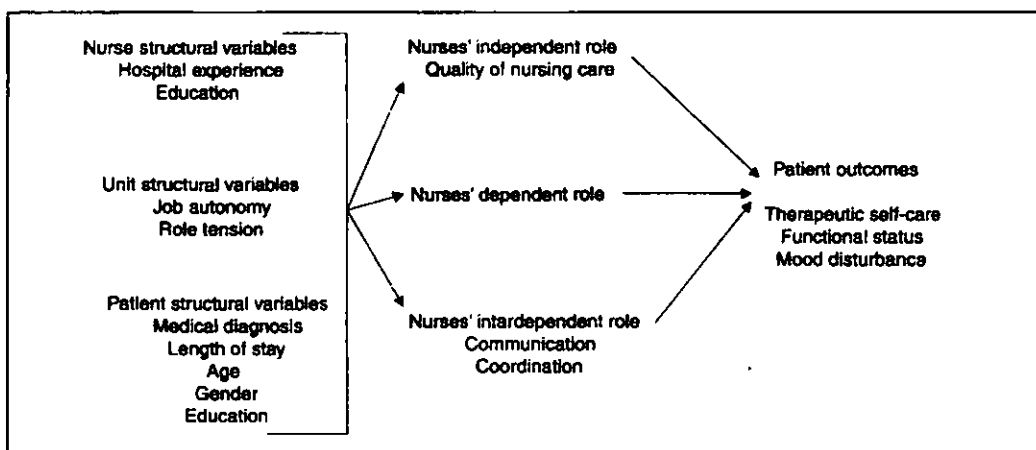 Nurse structural variables
Hospital experience
Education
Unit structural variables
Job autonomy
Role tension
Patient structural variables
Medical diagnosis
Length of stay
Age
Gender
Education
Nurses' independent role
Quality of nursing care
Nurses' dependent role
Nurses' intardependent role
Communication
Coordination
Patient outcomes
Therapeutic self-care
Functional status
Mood disturbance